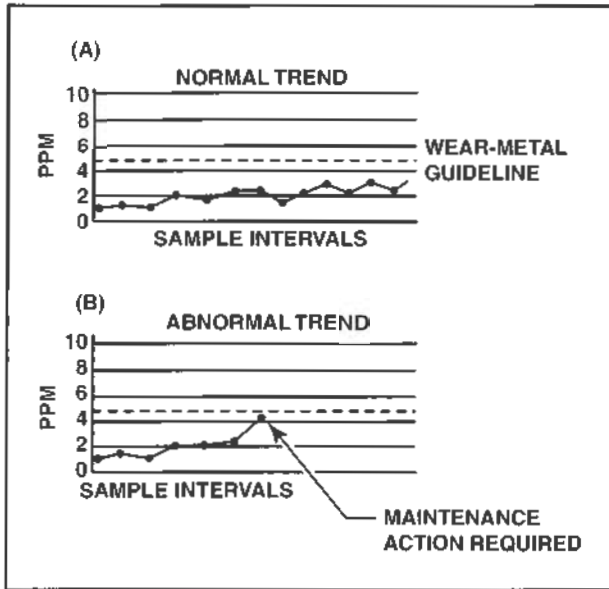 (A)
NORMAL TREND
10
8
6
4
2
0
PPM
WEAR-METAL
GUIDELINE
SAMPLE INTERVALS
(B)
ABNORMAL TREND
10
8
6
4
2
0
PPM
SAMPLE INTERVALS
MAINTENANCE
ACTION REQUIRED